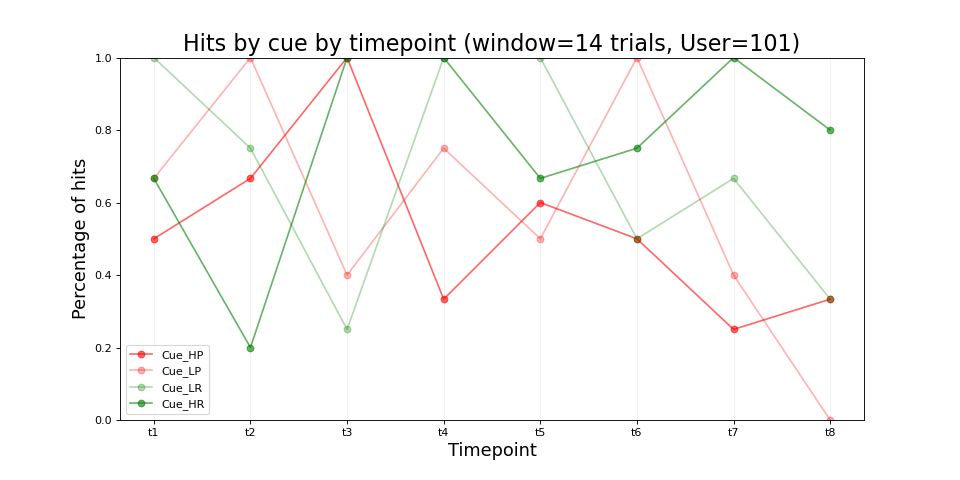 Hits by cue by timepoint (window=14 trials, User=101)
1.0
0.8
0.6
0.4
0.2
0.0
Percentage of hits
Cue_HP
Cue_LP
Cue_LR
Cue_HR
t1 t2 t3 t4 t5 t6 t7 t8
Timepoint